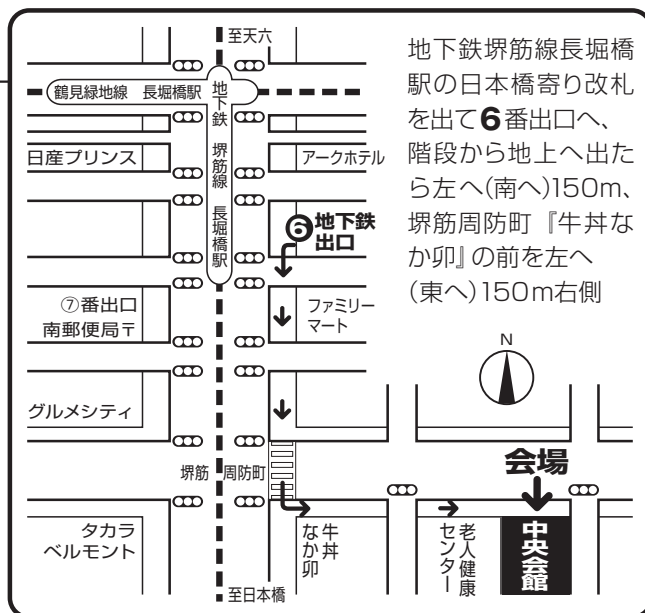 至天六
鶴見緑地線 長堀橋駅
地下鉄 堺筋線 長堀橋駅
日産プリンス
アークホテル
❻地下鉄
出口
⑦番出口
南郵便局〒
ファミリー
マート
グルメシティ
堺筋 周防町
タカラ
ベルモント
牛丼
なか卯
老人健康
センター
会場
中央会館
至日本橋
N
地下鉄堺筋線長堀橋
駅の日本橋寄り改札
を出て6番出口へ、
階段から地上へ出た
ら左へ(南へ)150m、
堺筋周防町『牛丼な
か卯』の前を左へ
(東へ)150m右側